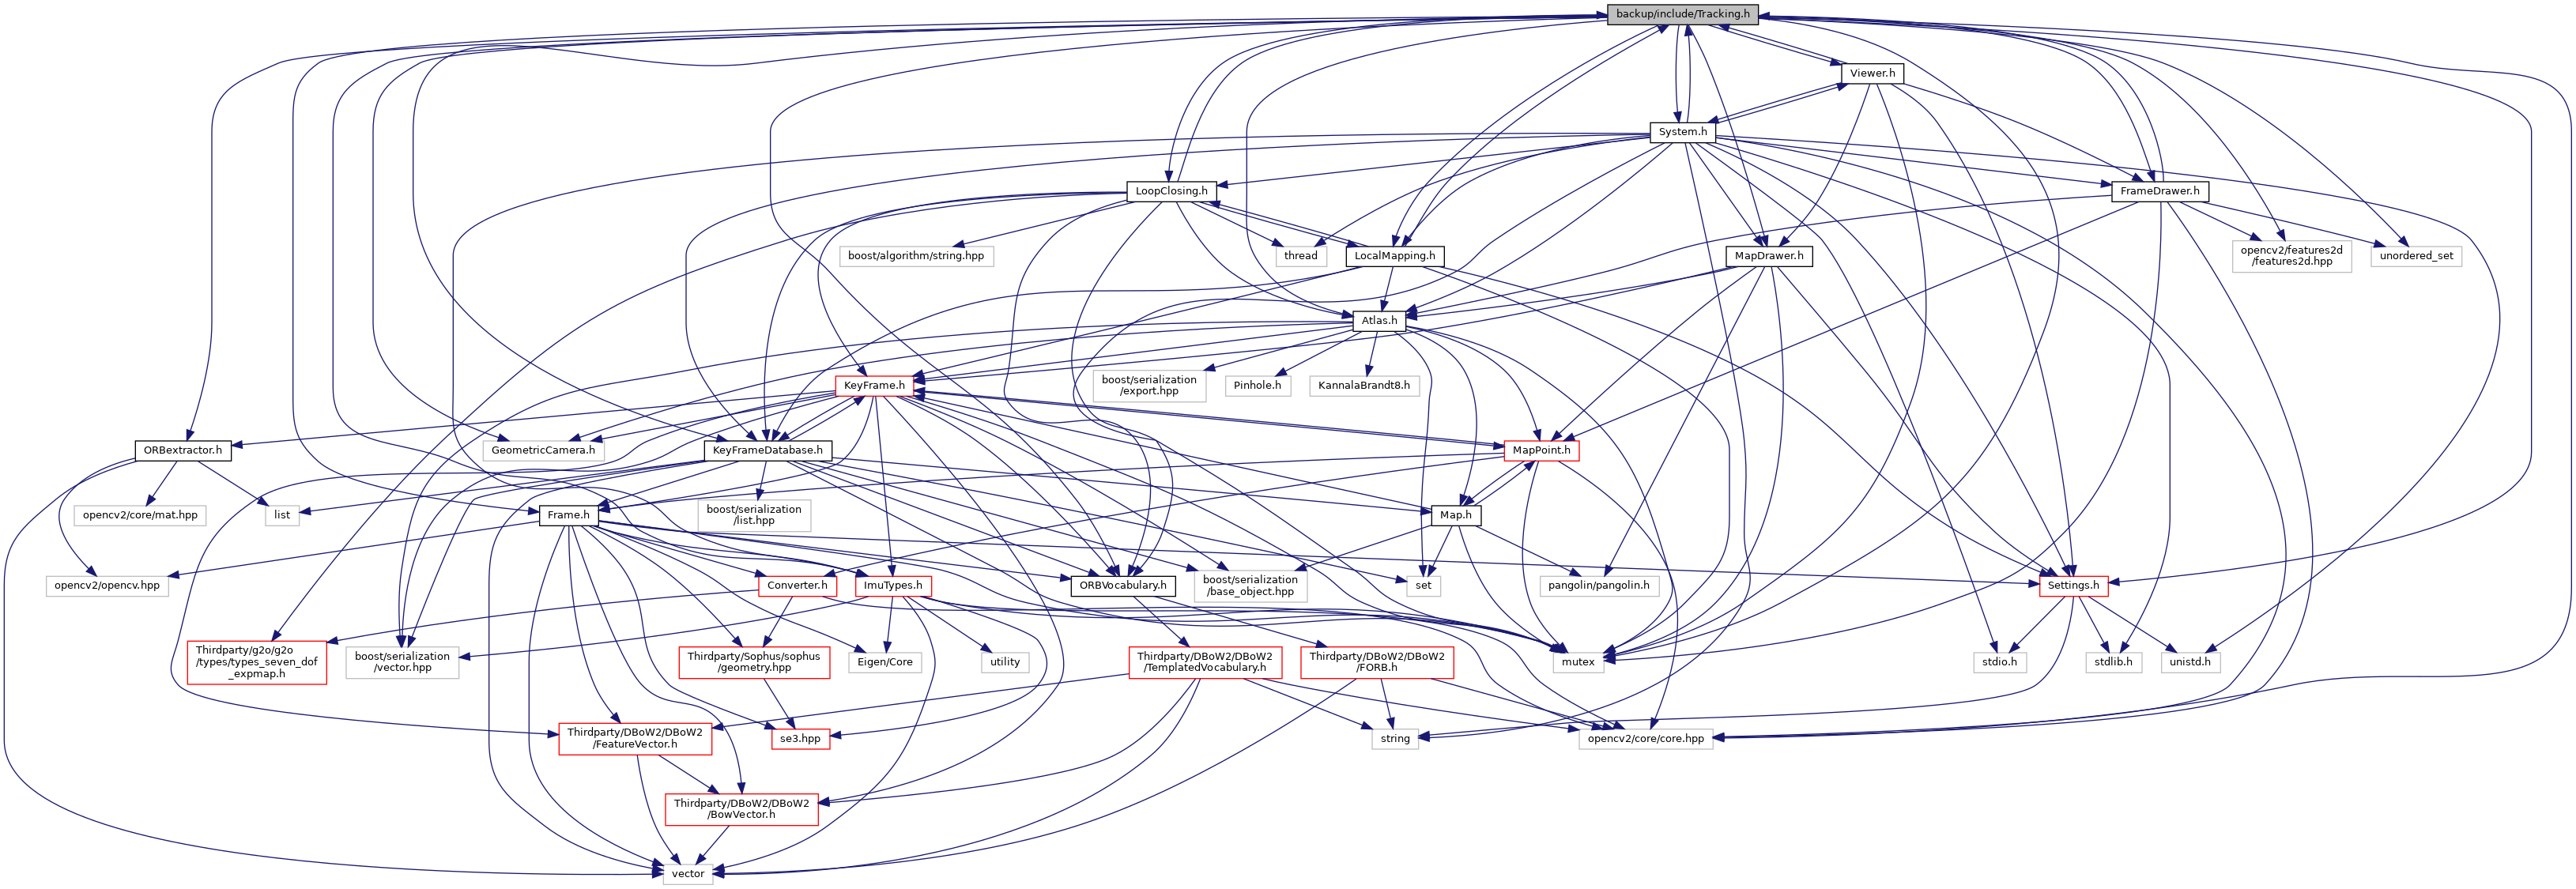 backup/include/Tracking.h
Viewer.h
System.h
LoopClosing.h
FrameDrawer.h
boost/algorithm/string.hpp
thread
LocalMapping.h
MapDrawer.h
opencv2/features2d
/features2d.hpp
unordered_set
Atlas.h
KeyFrame.h
boost/serialization
/export.hpp
Pinhole.h
KannalaBrandt8.h
ORBextractor.h
GeometricCamera.h
KeyFrameDatabase.h
MapPoint.h
opencv2/core/mat.hpp
list
Frame.h
boost/serialization
/list.hpp
Map.h
opencv2/opencv.hpp
Converter.h
ImuTypes.h
ORBVocabulary.h
boost/serialization
/base_object.hpp
set
pangolin/pangolin.h
Settings.h
Thirdparty/g2o/g2o
/types/types_seven_dof
_expmap.h
boost/serialization
/vector.hpp
Thirdparty/Sophus/sophus
/geometry.hpp
Eigen/Core
utility
Thirdparty/DBoW2/DBoW2
/TemplatedVocabulary.h
Thirdparty/DBoW2/DBoW2
/FORB.h
mutex
stdio.h
stdlib.h
unistd.h
Thirdparty/DBoW2/DBoW2
/FeatureVector.h
se3.hpp
string
opencv2/core/core.hpp
Thirdparty/DBoW2/DBoW2
/BowVector.h
vector